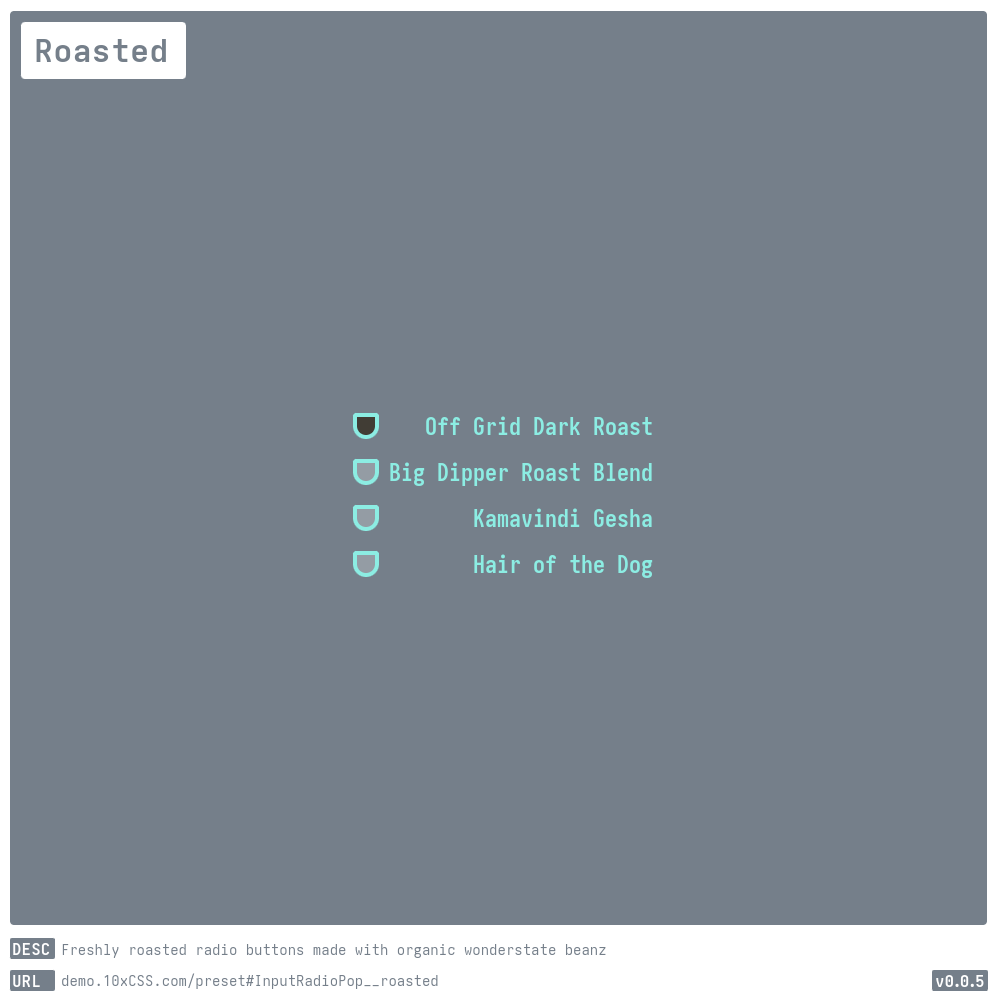 Roasted
Off Grid Dark Roast
Big Dipper Roast Blend
Kamavindi Gesha
Hair of the Dog
DESC Freshly roasted radio buttons made with organic wonderstate beanz
URL demo.10xCSS.com/preset#InputRadioPop__roasted v0.0.5